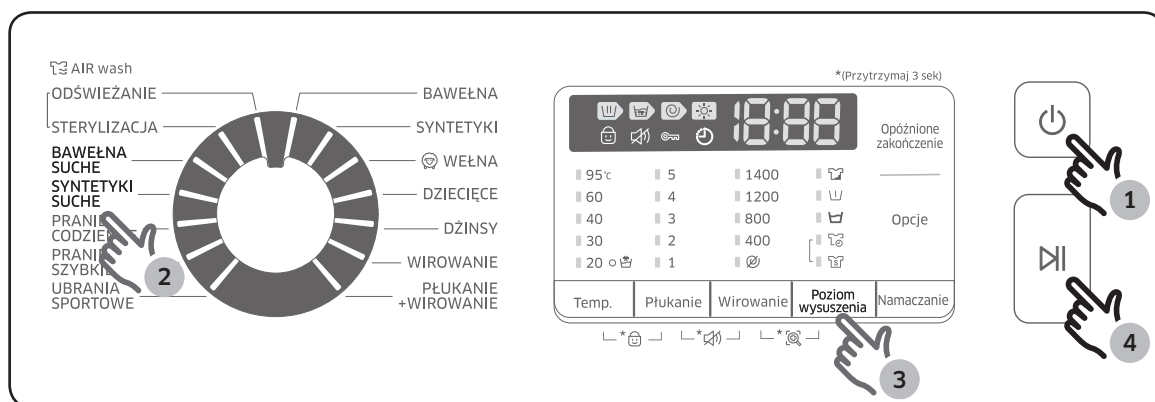 AIR wash
ODŚWIEŻANIE
STERYLIZACJA
BAWEŁNA
SUCHE
SYNTETYKI
SUCHE
PRANIE
PRANIE
UBRANIA
SPORTOWE
2
BAWEŁNA
SYNTETYKI
WEŁNA
DZIECIĘCE
DŻINSY
WIROWANIE
PŁUKANIE
+WIROWANIE
*(Przytrzymaj 3 sek)
18:88
Opóźnione
zakończenie
95℃ 5 1400
60 4 1200
40 3 800
30 2 400
20 1
Opcje
Temp. Płukanie Wirowanie Poziom
wysuszenia Namaczanie
* * *
3
1
4